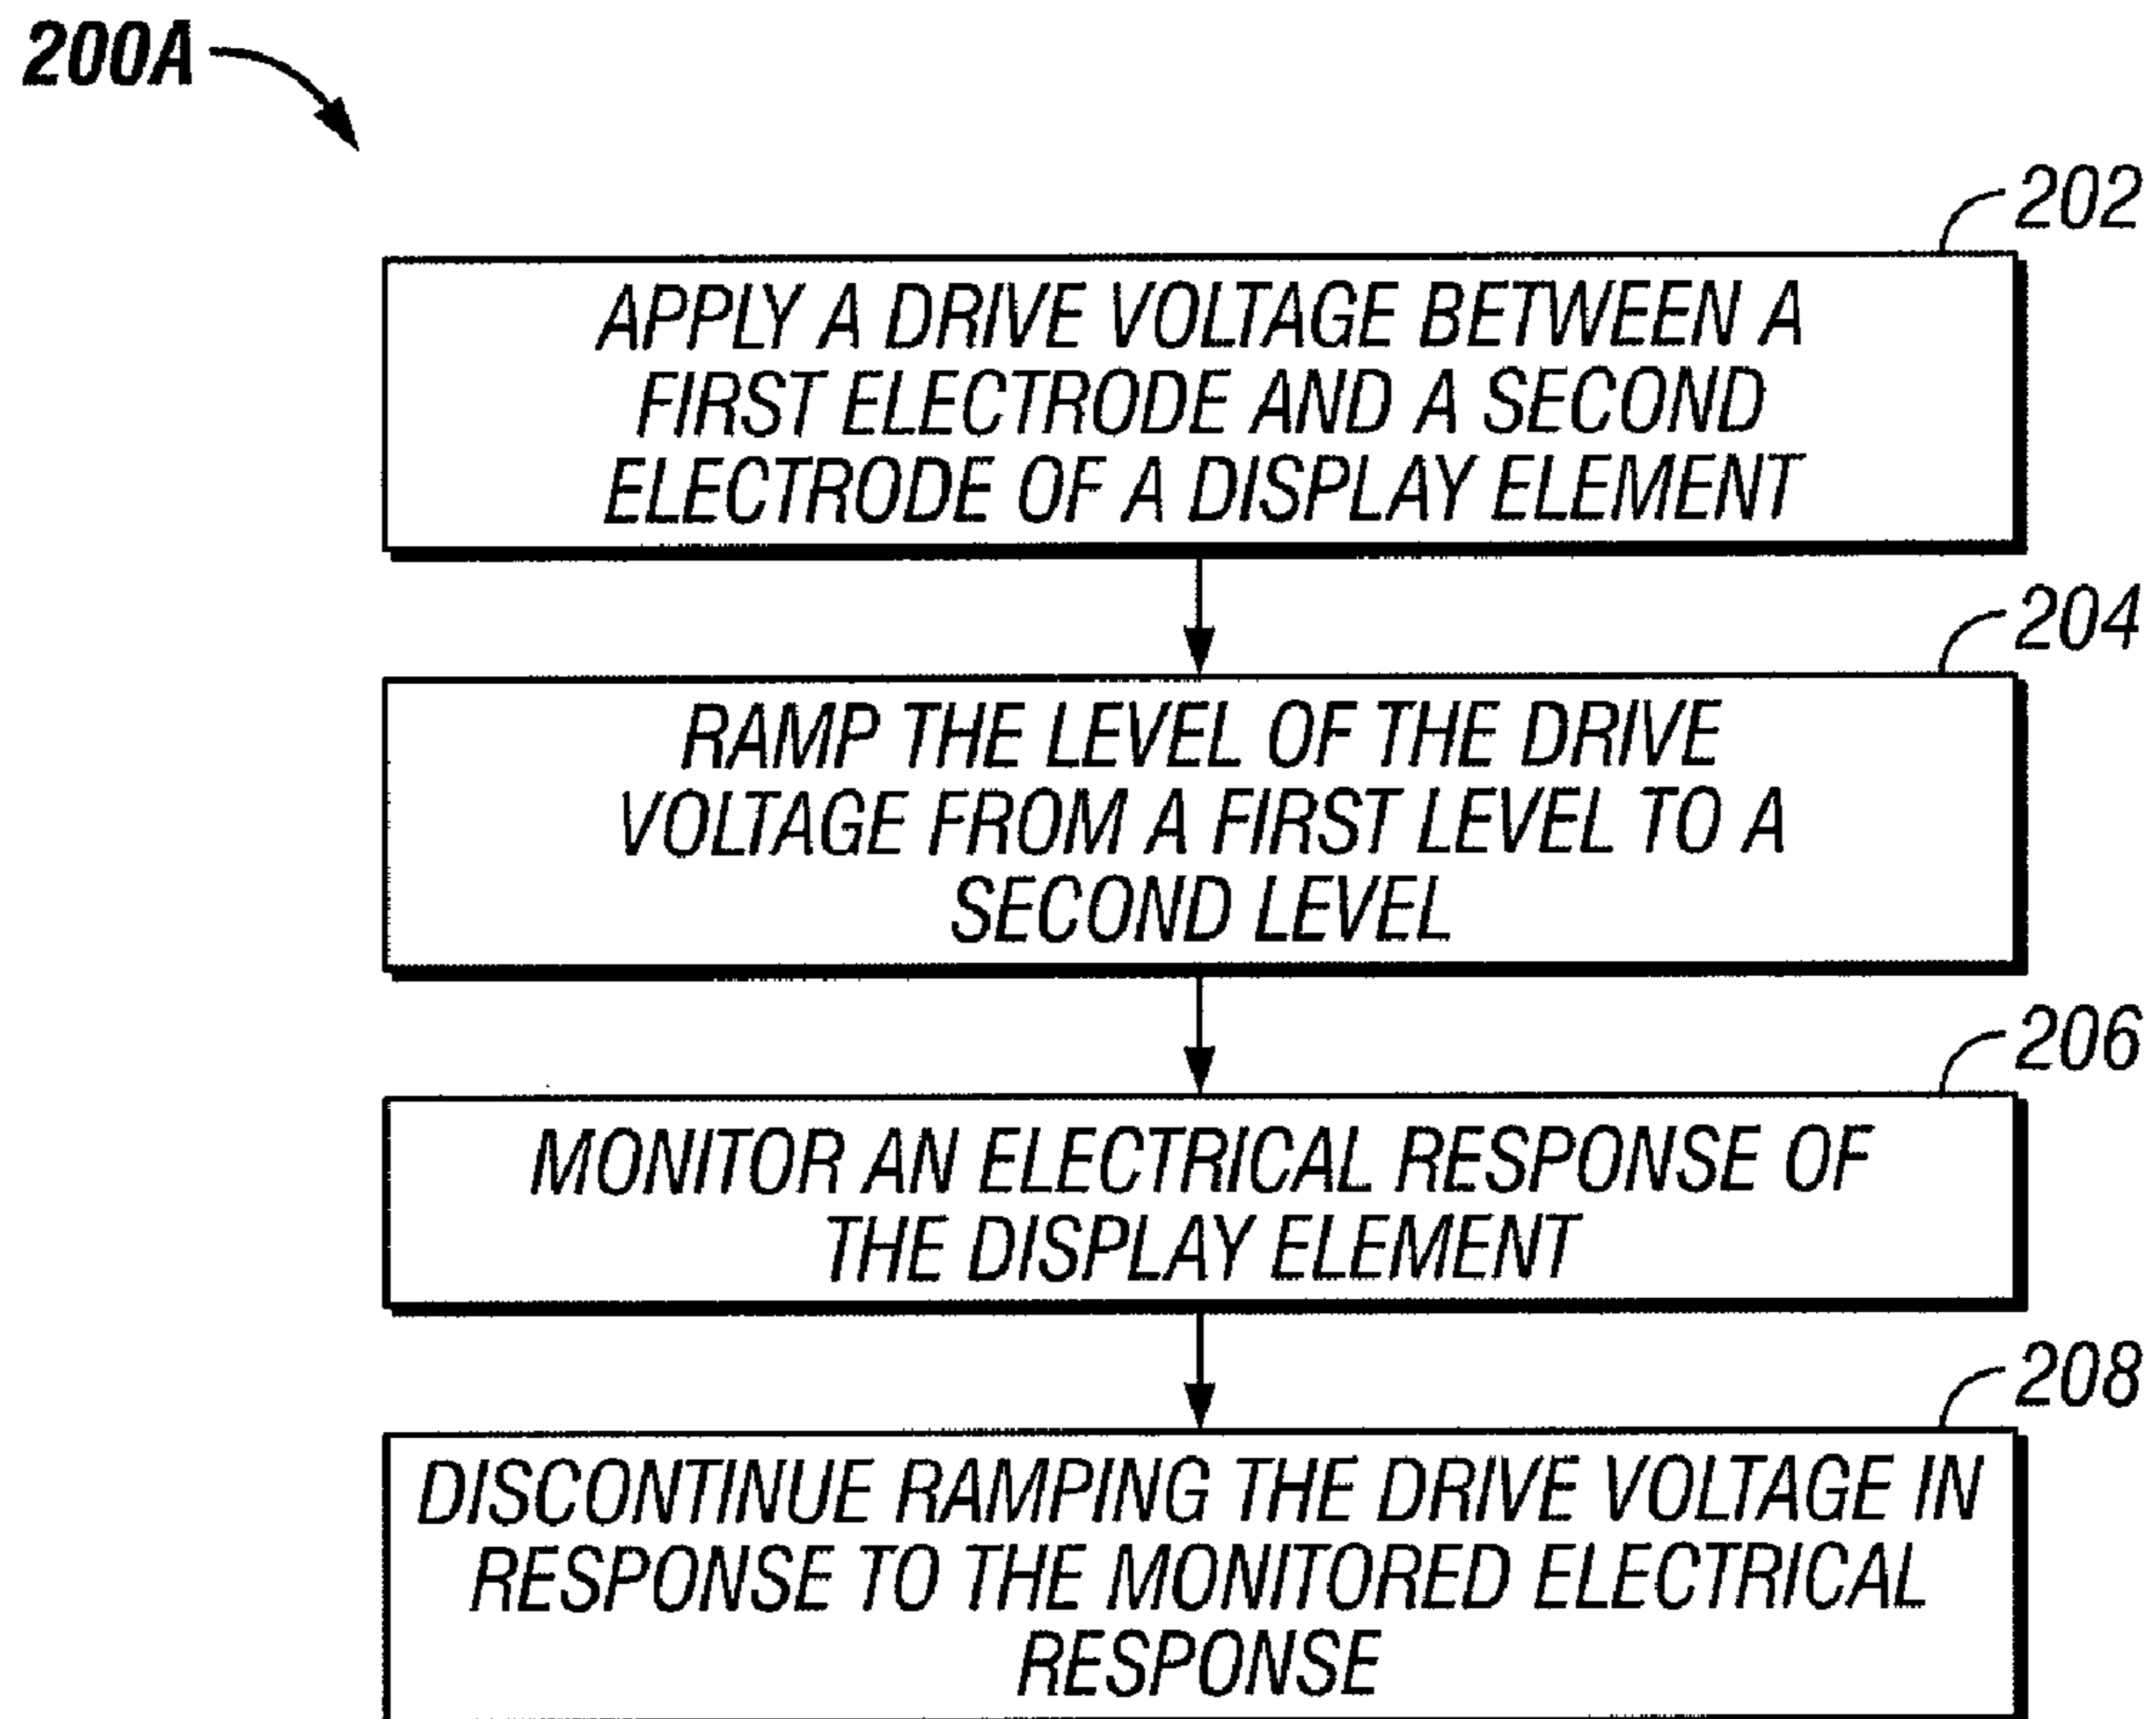 200A
202
APPLY A DRIVE VOLTAGE BETWEEN A
FIRST ELECTRODE AND A SECOND
ELECTRODE OF A DISPLAY ELEMENT
204
RAMP THE LEVEL OF THE DRIVE
VOLTAGE FROM A FIRST LEVEL TO A
SECOND LEVEL
206
MONITOR AN ELECTRICAL RESPONSE OF
THE DISPLAY ELEMENT
208
DISCONTINUE RAMPING THE DRIVE VOLTAGE IN
RESPONSE TO THE MONITORED ELECTRICAL
RESPONSE